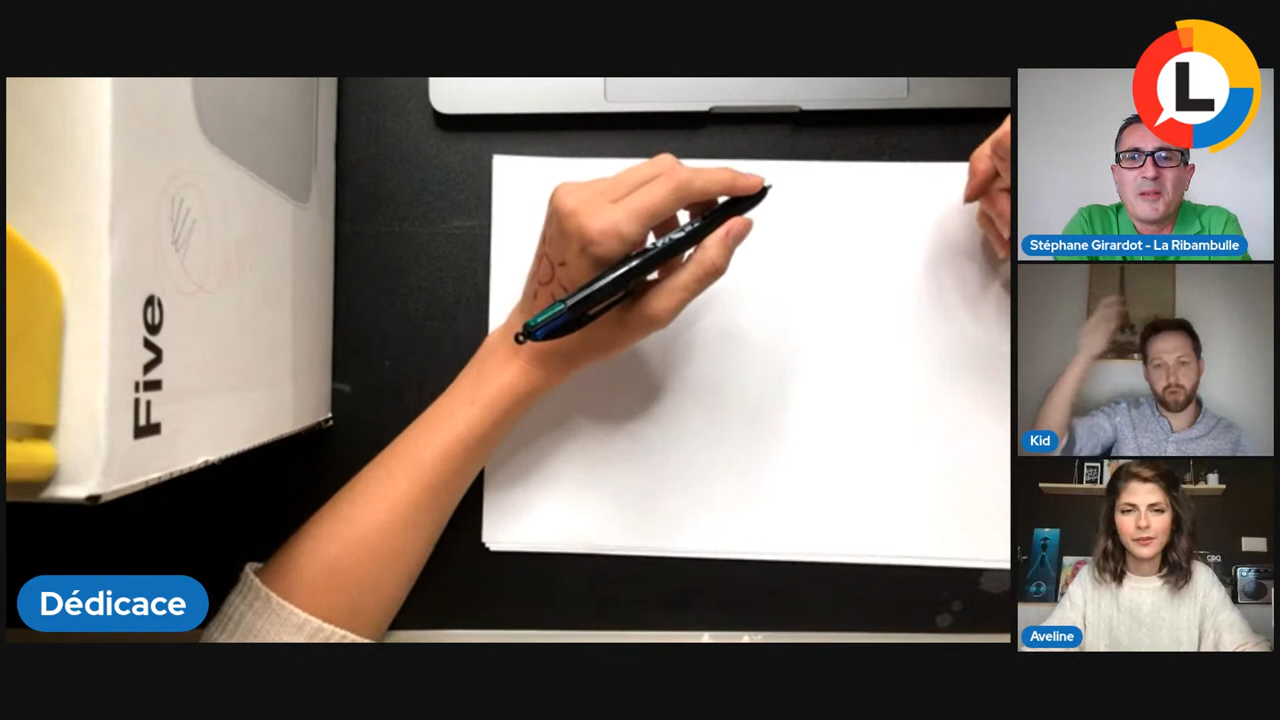 Five
Dédicace
L
Stéphane Girardot - La Ribambulle
Kid
Aveline